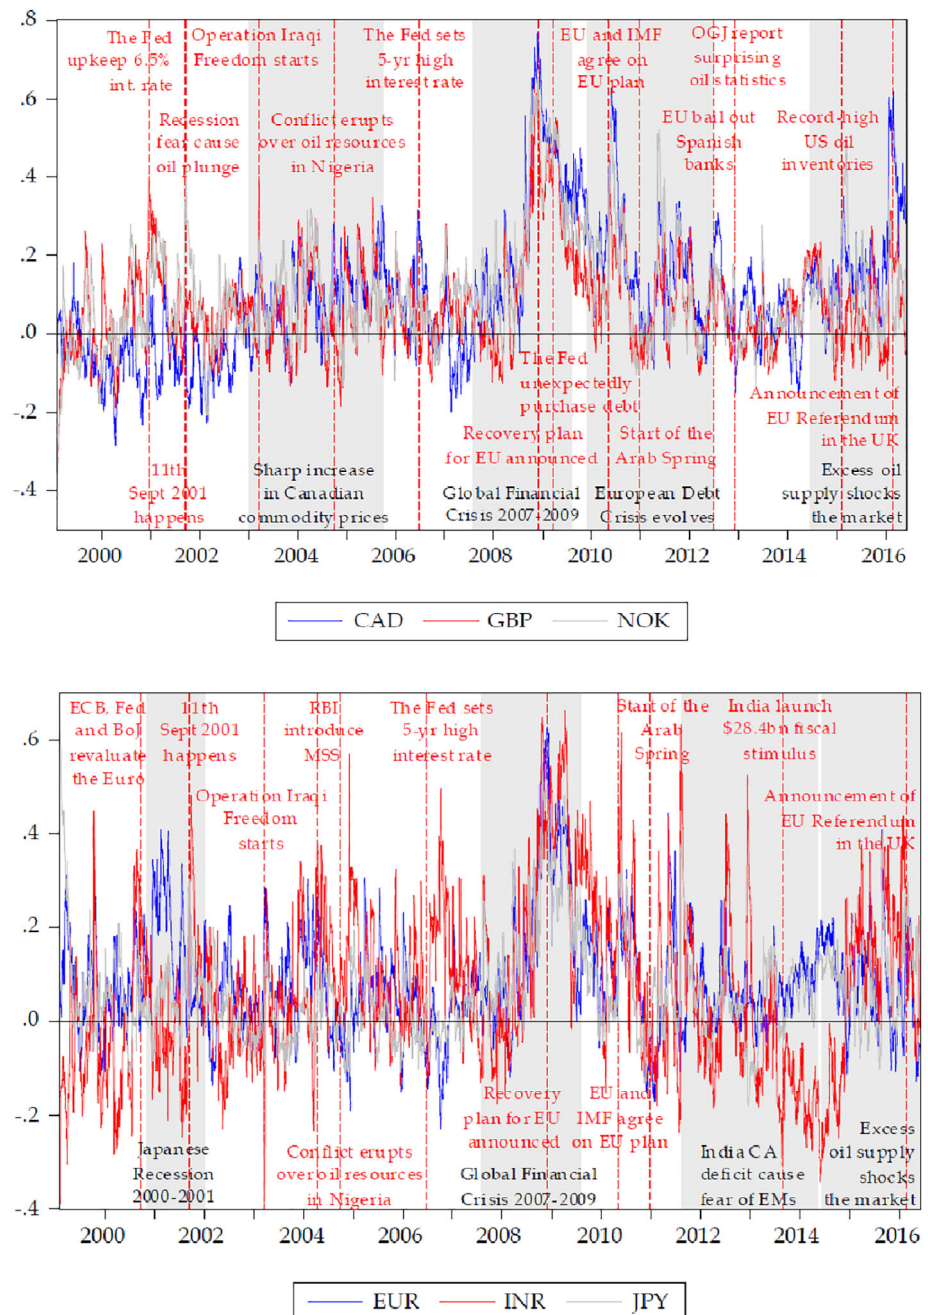 .8
.6
.4
.2
.0
-.2
-.4
The Fed
upkeep 6.5%
int. rate
Operation Iraqi
Freedom starts
The Fed sets
5-yr high
interest rate
EU and IMF
agree on
EU plan
OGJ report
surprising
oil statistics
Recession
fear cause
oil plunge
Conflict erupts
over oil resources
in Nigeria
EU bail out
Spanish
banks
Record-high
US oil
inventories
The Fed
unexpectedly
purchase debt
Announcement of
EU Referendum
in the UK
Recovery plan
for EU announced
Start of the
Arab Spring
11th
Sept 2001
happens
Sharp increase
in Canadian
commodity prices
Global Financial
Crisis 2007-2009
European Debt
Crisis evolves
Excess oil
supply shocks
the market
2000 2002 2004 2006 2008 2010 2012 2014 2016
CAD GBP NOK
.6
.4
.2
.0
-.2
-.4
ECB, Fed
and BoJ
revaluate
the Euro
11th
Sept 2001
happens
RBI
introduce
MSS
The Fed sets
5-yr high
interest rate
Start of the
Arab
Spring
India launch
$28.4bn fiscal
stimulus
Operation Iraqi
Freedom
starts
Announcement of
EU Referendum
in the UK
Recovery
plan for EU
announced
EU and
IMF agree
on EU plan
Japanese
Recession
2000-2001
Conflict erupts
over oil resources
in Nigeria
Global Financial
Crisis 2007-2009
India CA
deficit cause
fear of EMs
Excess
oil supply
shocks
the market
2000 2002 2004 2006 2008 2010 2012 2014 2016
EUR INR JPY